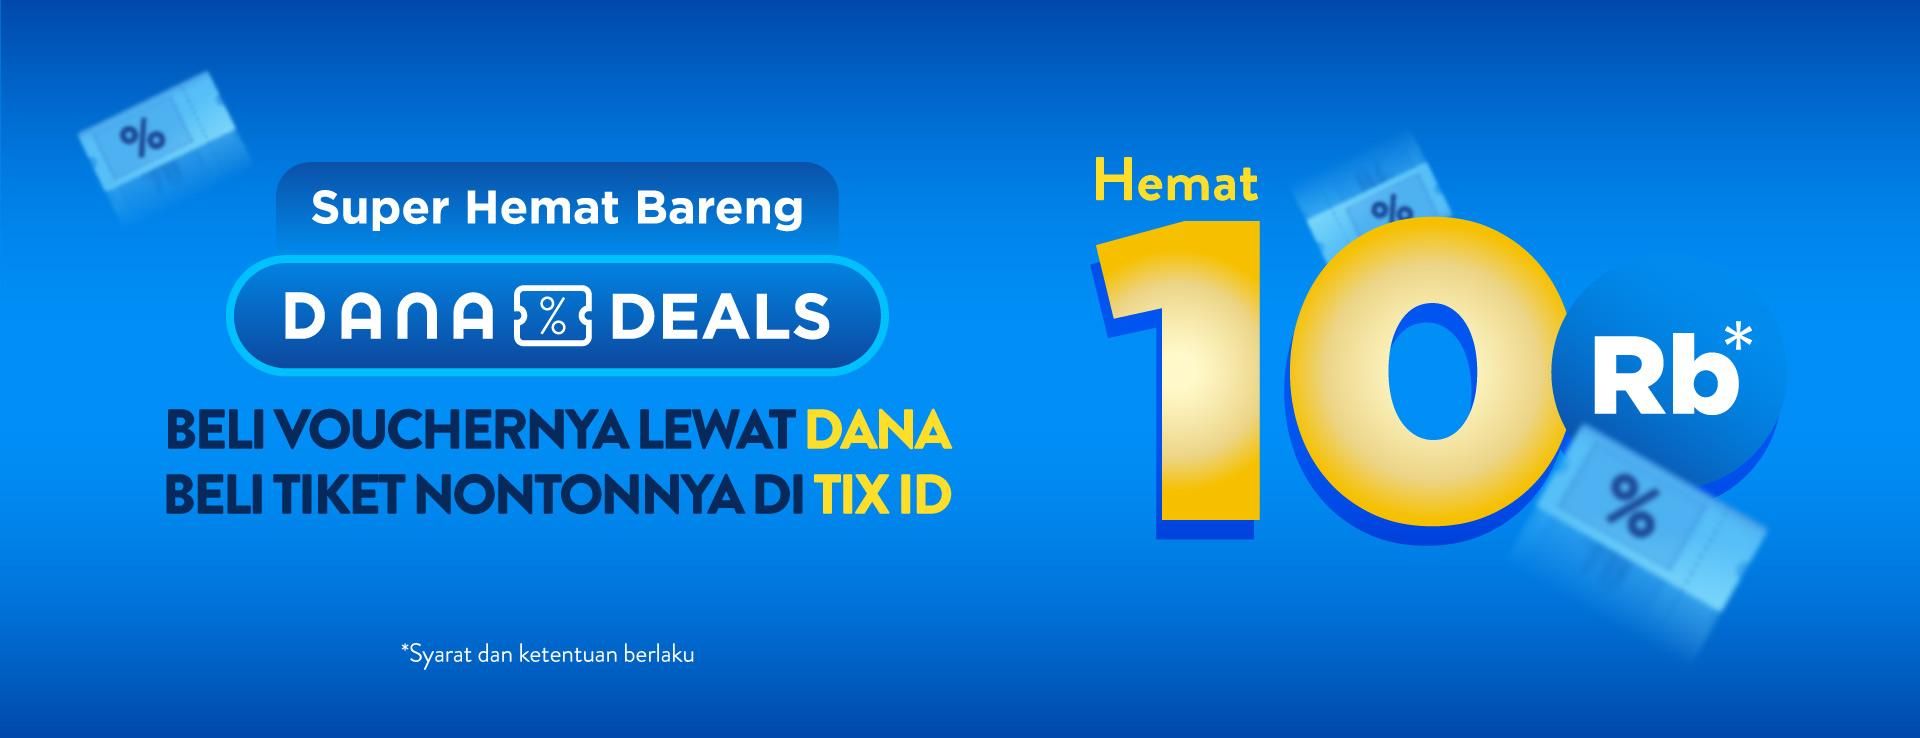 Super Hemat Bareng
DANA % DEALS
BELI VOUCHERNYA LEWAT DANA
BELI TIKET NONTONNYA DI TIX ID
*Syarat dan ketentuan berlaku
Hemat
10
Rb*
%
%
%